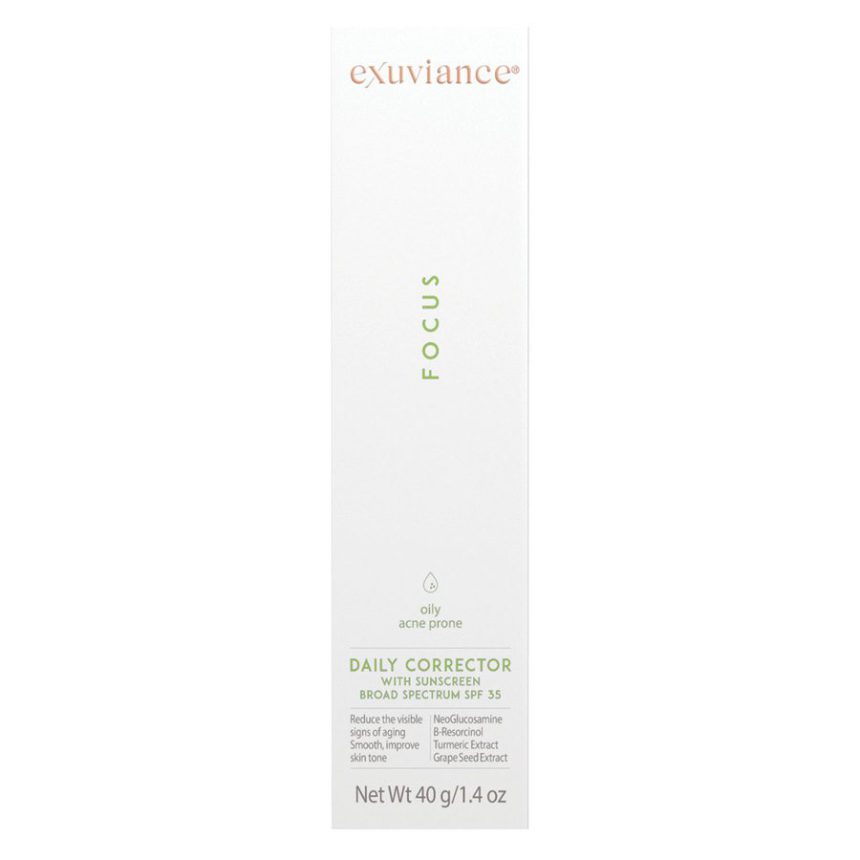 exuviance®
FOCUS
oily
acne prone
DAILY CORRECTOR
WITH SUNSCREEN
BROAD SPECTRUM SPF 35
Reduce the visible
signs of aging
Smooth, improve
skin tone
NeoGlucosamine
B-Resorcinol
Turmeric Extract
Grape Seed Extract
Net Wt 40 g/1.4 oz